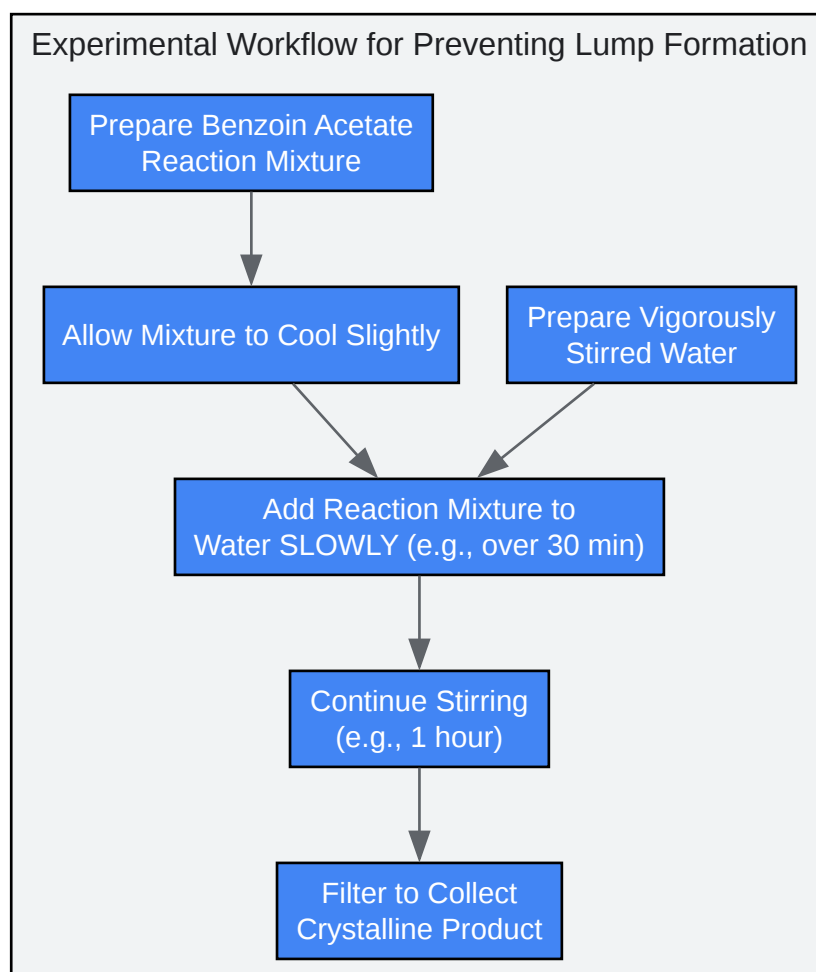 Experimental Workflow for Preventing Lump Formation
Prepare Benzoin Acetate
Reaction Mixture
Allow Mixture to Cool Slightly
Prepare Vigorously
Stirred Water
Add Reaction Mixture to
Water SLOWLY (e.g., over 30 min)
Continue Stirring
(e.g., 1 hour)
Filter to Collect
Crystalline Product